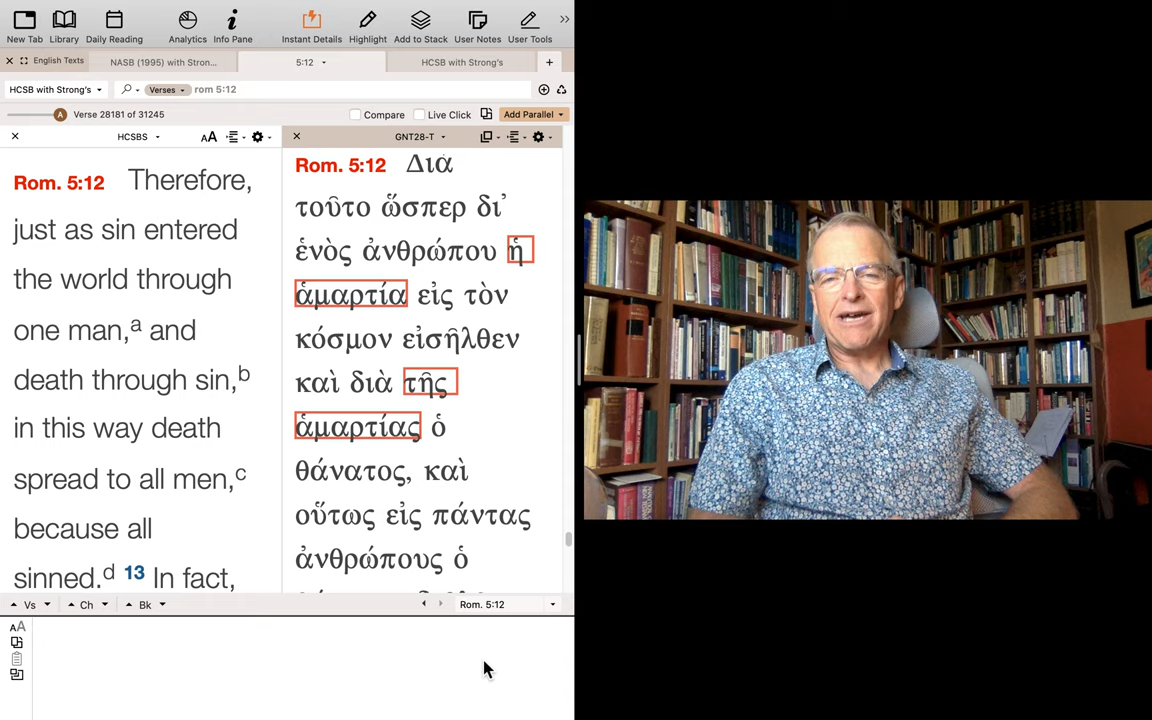 New Tab Library Daily Reading Analytics Info Pane Instant Details Highlight Add to Stack User Notes User Tools »
English Texts NASB (1995) with Stron... 5:12 HCSB with Strong's +
HCSB with Strong's Verses rom 5:12
A Verse 28181 of 31245 Compare Live Click Add Parallel
HCSBS AA
Rom. 5:12 Therefore,
just as sin entered
the world through
one man,a and
death through sin,b
in this way death
spread to all men,c
because all
sinned.d 13 In fact,
GNT28-T
Rom. 5:12 Διὰ
τοῦτο ὥσπερ δι’
ἑνὸς ἀνθρώπου ἡ
ἁμαρτία εἰς τὸν
κόσμον εἰσῆλθεν
καὶ διὰ τῆς
ἁμαρτίας ὁ
θάνατος, καὶ
οὕτως εἰς πάντας
ἀνθρώπους ὁ
Vs Ch Bk Rom. 5:12
AA